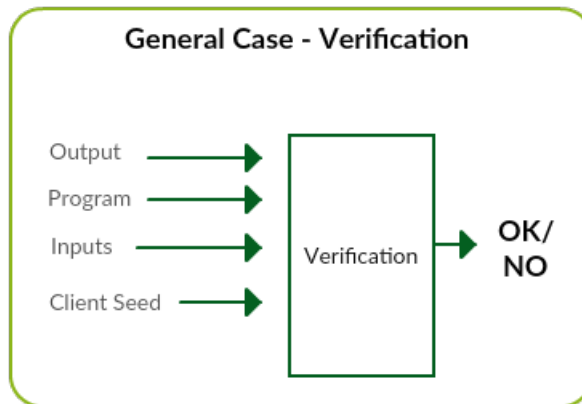 General Case - Verification
Output
Program
Inputs
Client Seed
Verification
OK/
NO